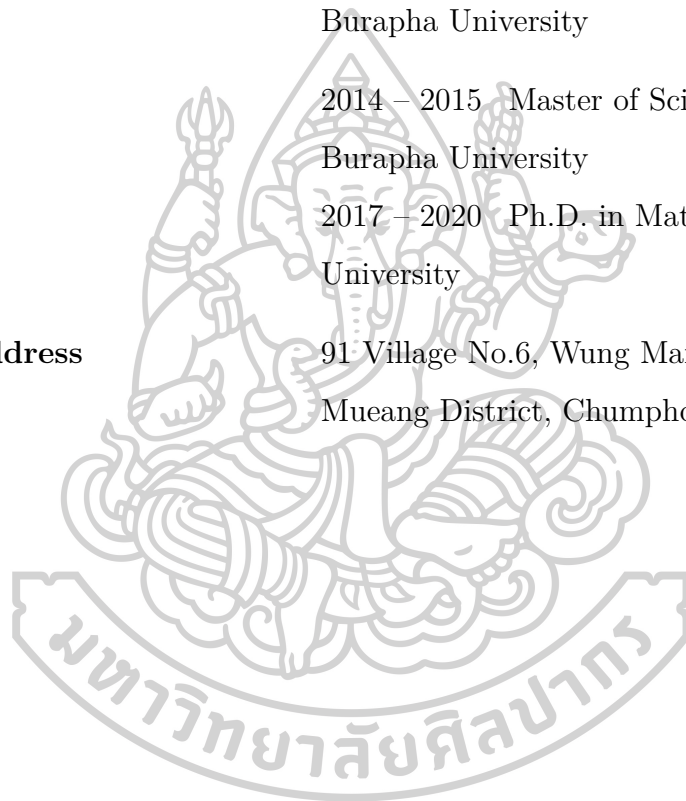 Burapha University
2014 – 2015 Master of Sci
Burapha University
2017 – 2020 Ph.D. in Mat
University
ddress 91 Village No.6, Wung Mai
Mueang District, Chumpho
มหาวิทยาลัยศิลปากร